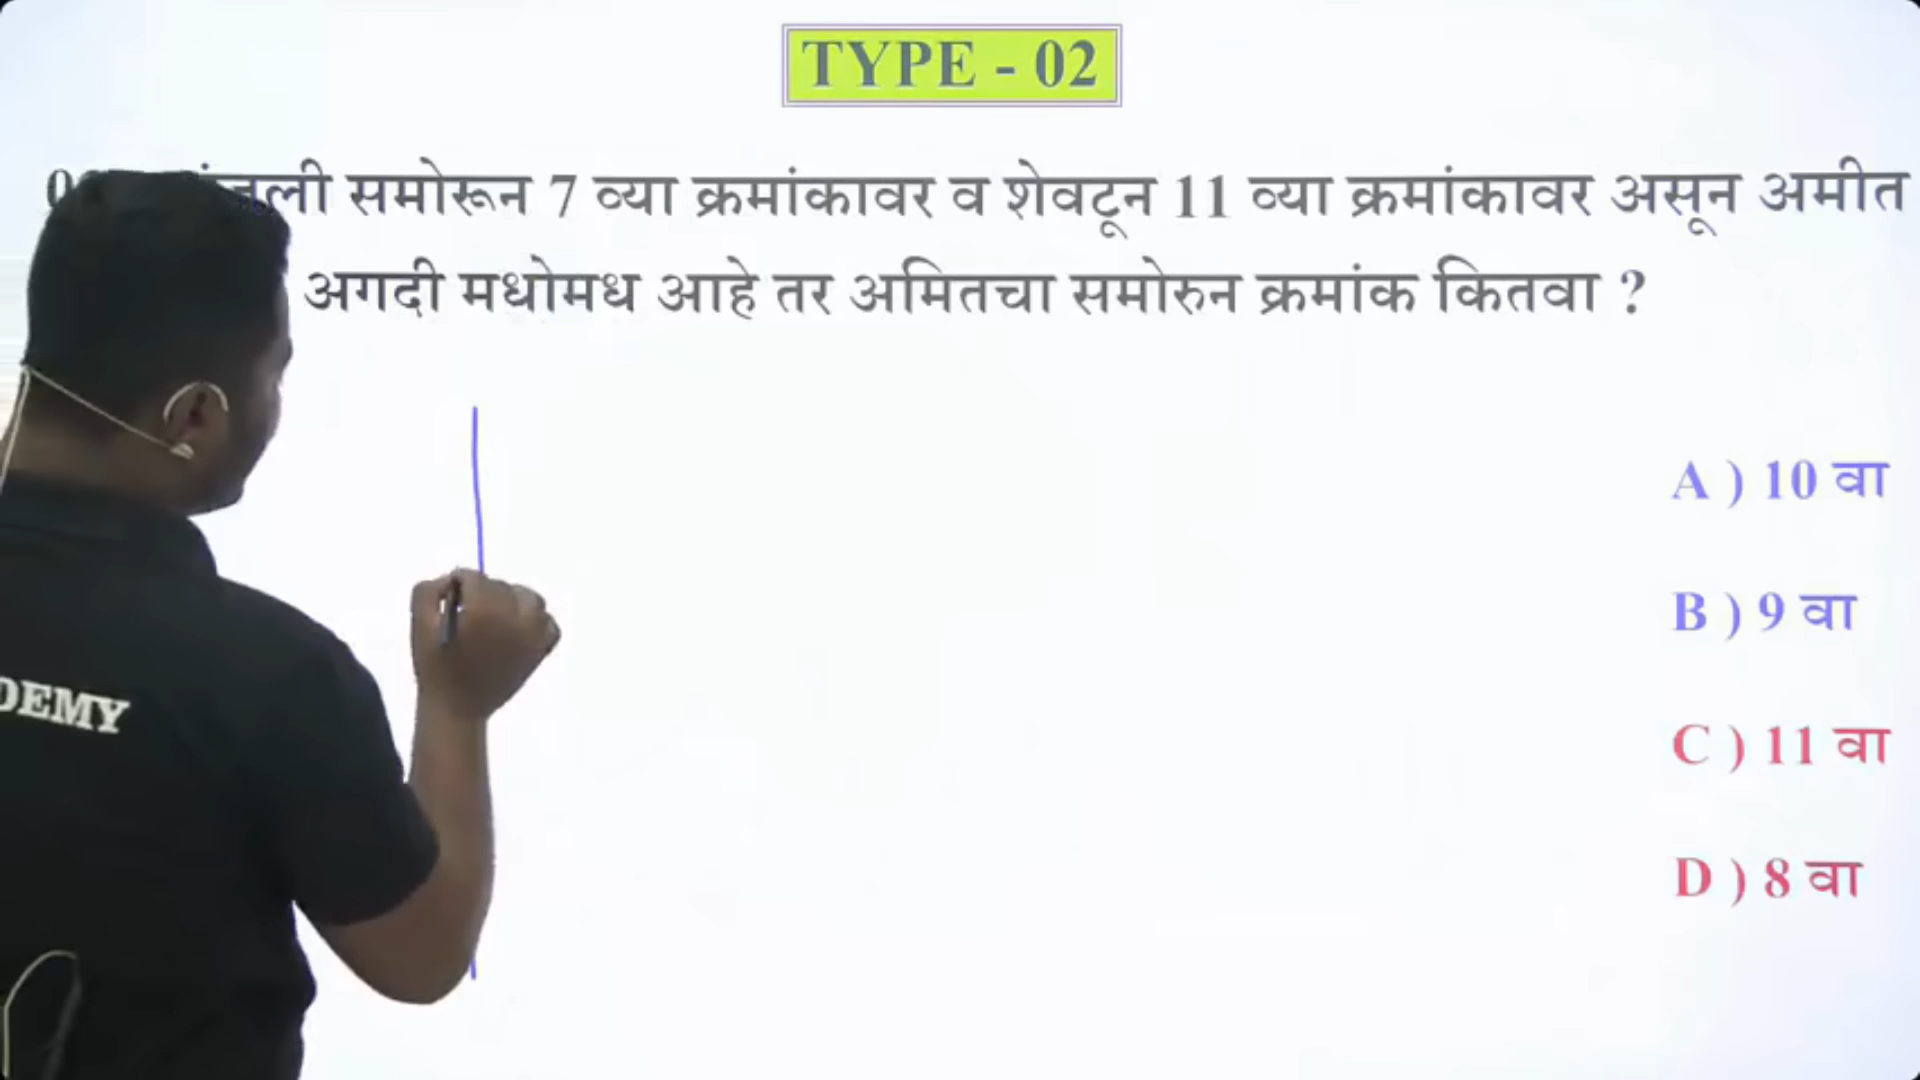 TYPE - 02
समोरून 7 व्या क्रमांकावर व शेवटून 11 व्या क्रमांकावर असून अमीत
अगदी मधोमध आहे तर अमितचा समोरुन क्रमांक कितवा ?
A ) 10 वा
B ) 9 वा
C ) 11 वा
D ) 8 वा